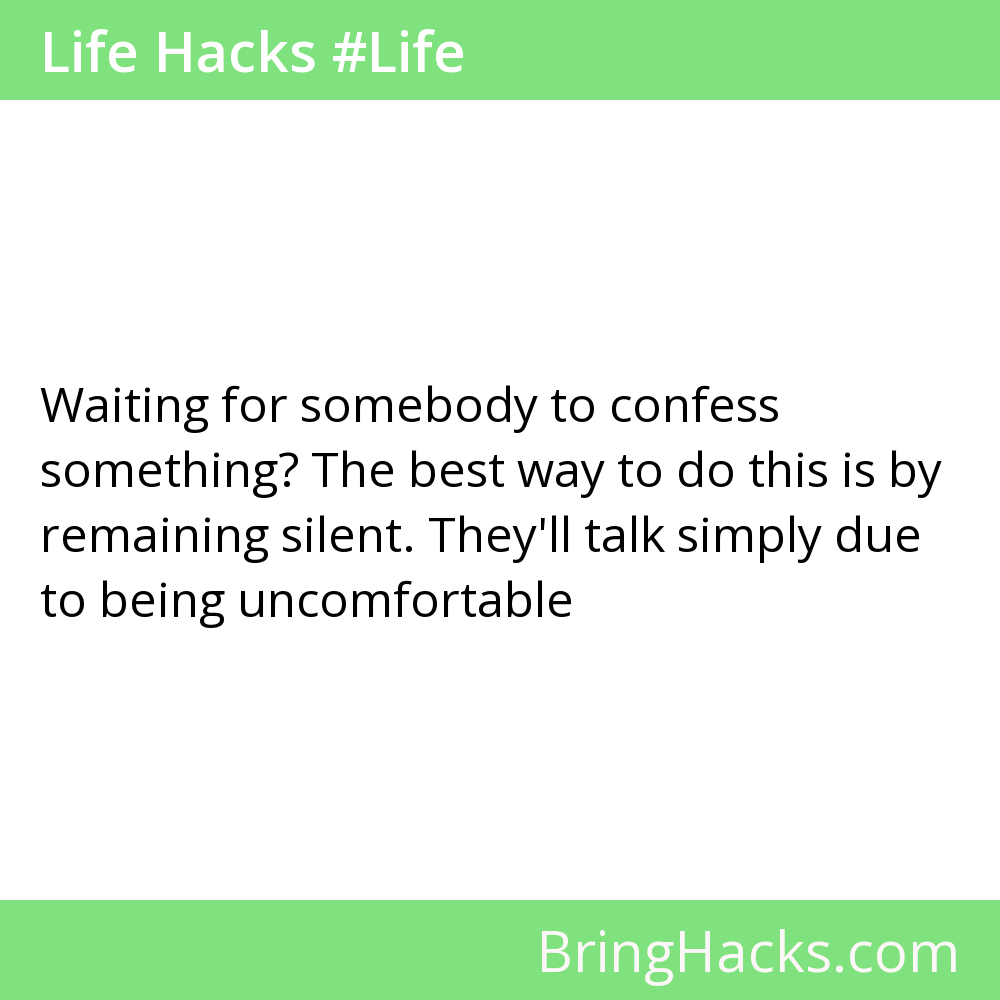 Life Hacks #Life
Waiting for somebody to confess
something? The best way to do this is by
remaining silent. They'll talk simply due
to being uncomfortable
BringHacks.com